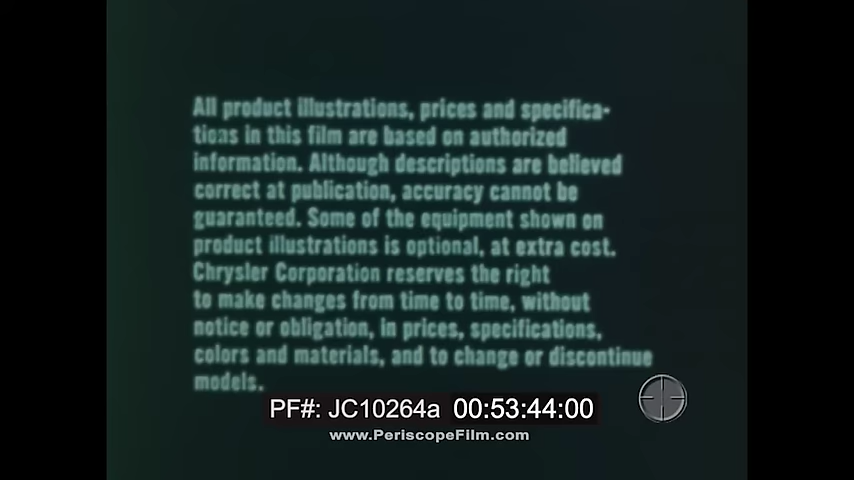 All product illustrations, prices and specifica-
tions in this film are based on authorized
information. Although descriptions are believed
correct at publication, accuracy cannot be
guaranteed. Some of the equipment shown on
product illustrations is optional, at extra cost.
Chrysler Corporation reserves the right
to make changes from time to time, without
notice or obligation, in prices, specifications,
colors and materials, and to change or discontinue
models.
PF#: JC10264a 00:53:44:00
www.PeriscopeFilm.com